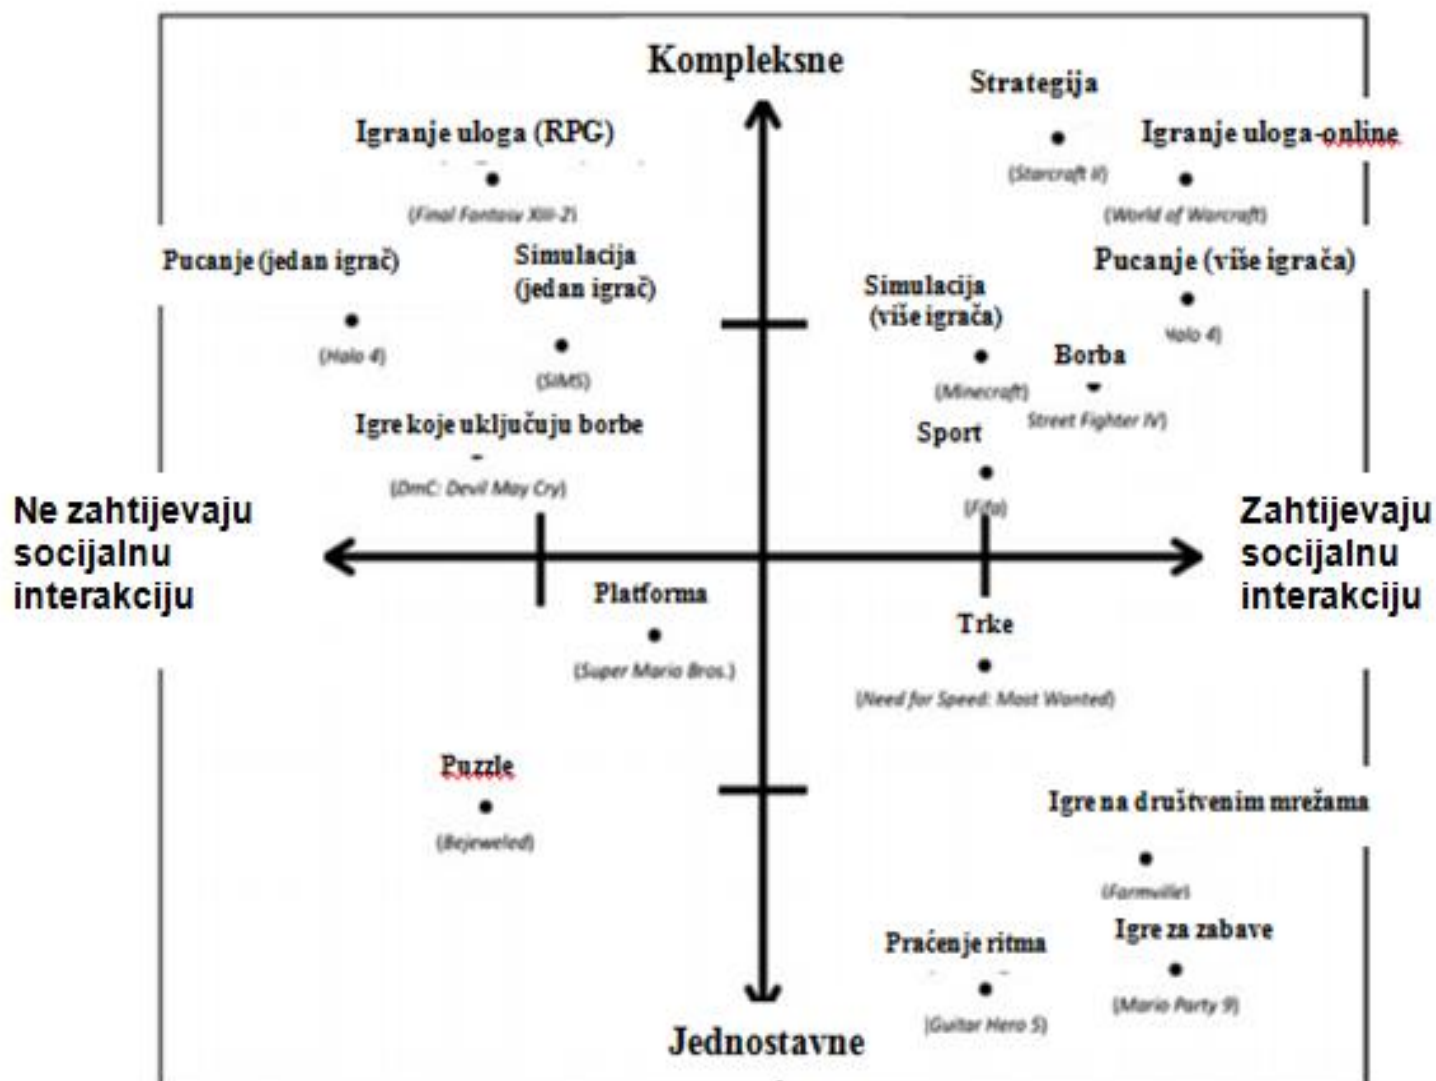 Kompleksne
Strategija
Igranje uloga (RPG)
Igranje uloga-online
(Starcraft II)
(Final Fantasy XIII-2)
(World of Warcraft)
Pucanje (jedan igrač)
Simulacija
(jedan igrač)
Pucanje (više igrača)
Simulacija
(više igrača)
Halo 4)
(Halo 4)
Borba
(SIMS)
(Minecraft)
Street Fighter IV)
Igre koje uključuju borbe
Sport
(DmC: Devil May Cry)
(Fifa)
Ne zahtijevaju
socijalnu
interakciju
Zahtijevaju
socijalnu
interakciju
Platforma
Trke
(Super Mario Bros.)
(Need for Speed: Most Wanted)
Puzzle
Igre na društvenim mrežama
(Bejeweled)
(Farmville)
Igre za zabave
Praćenje ritma
(Mario Party 9)
(Guitar Hero 5)
Jednostavne